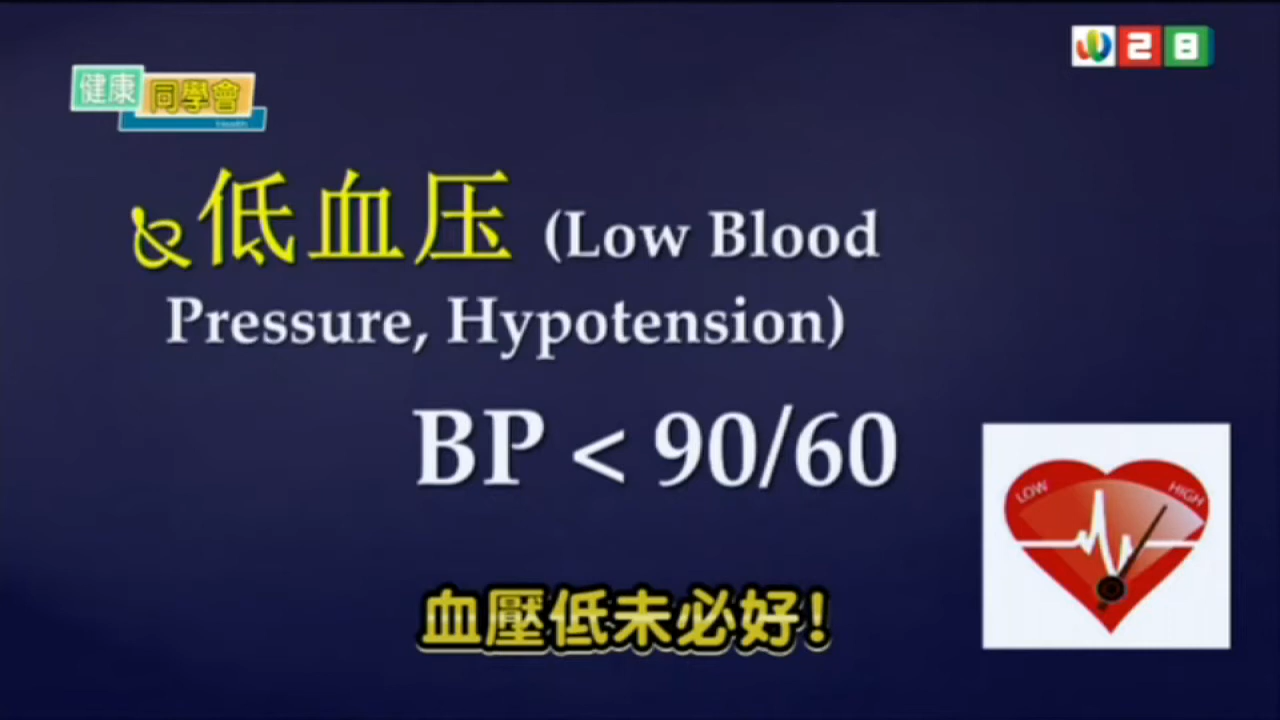 健康
同學會
Health
28
低血压 (Low Blood
Pressure, Hypotension)
BP < 90/60
LOW
HIGH
血壓低未必好!